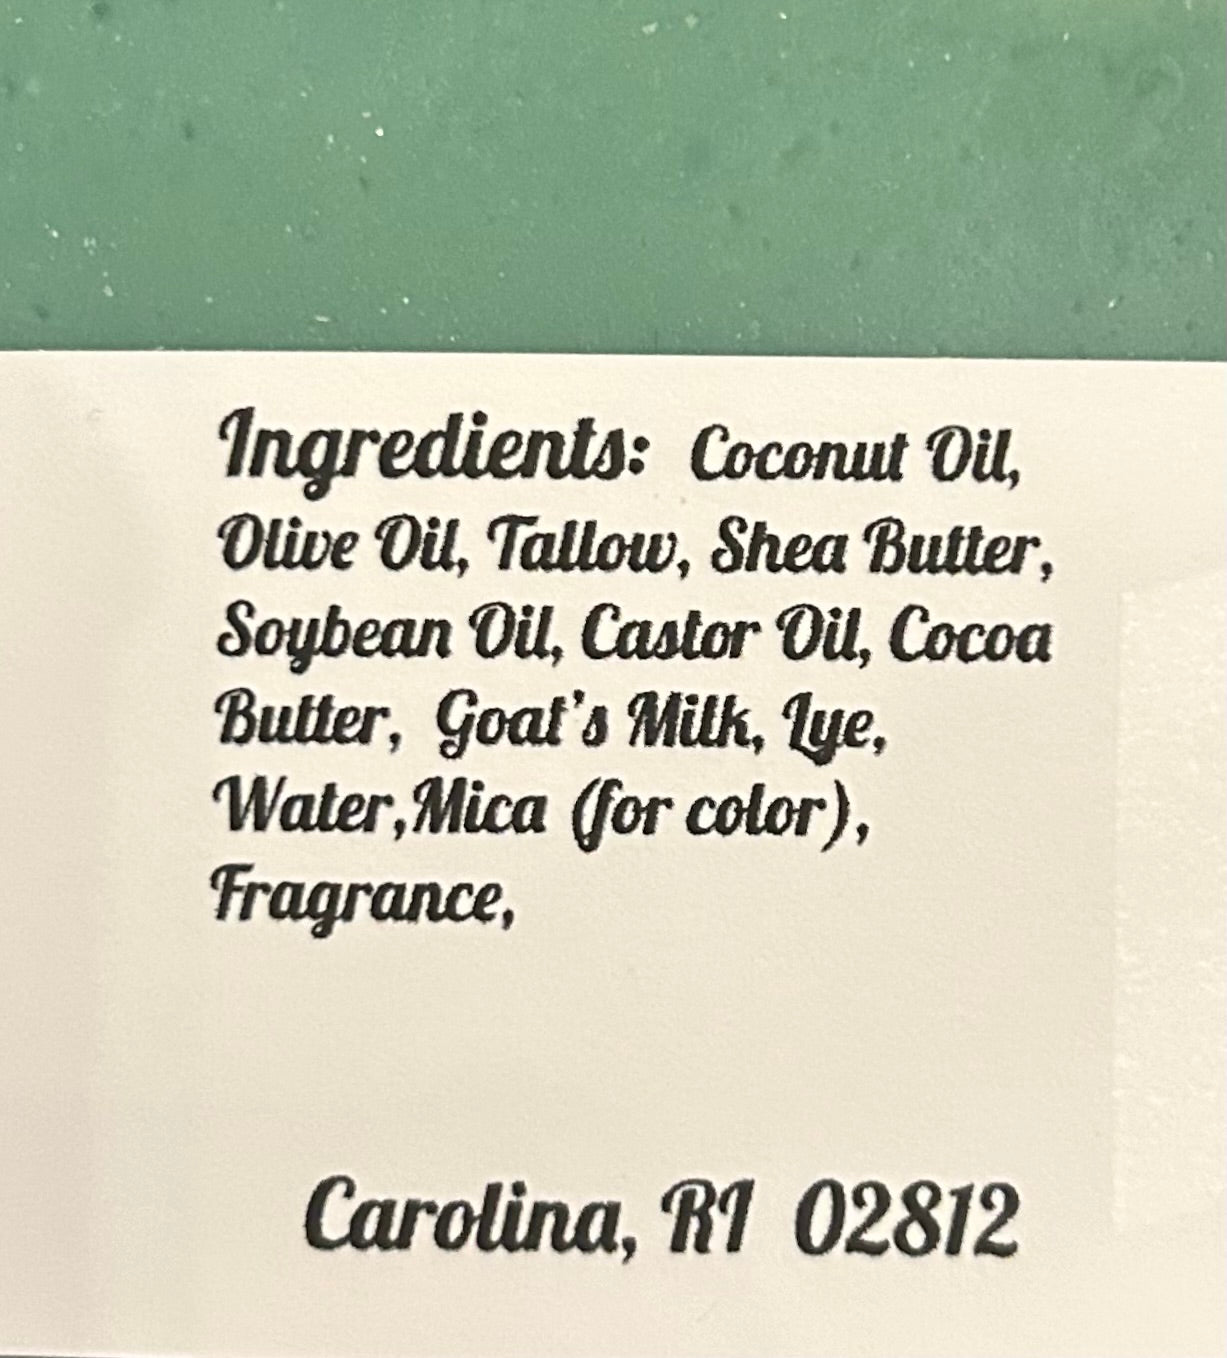 Ingredients: Coconut Oil,
Olive Oil, Tallow, Shea Butter,
Soybean Oil, Castor Oil, Cocoa
Butter, Goat's Milk, Lye,
Water,Mica (for color),
Fragrance,
Carolina, RI 02812